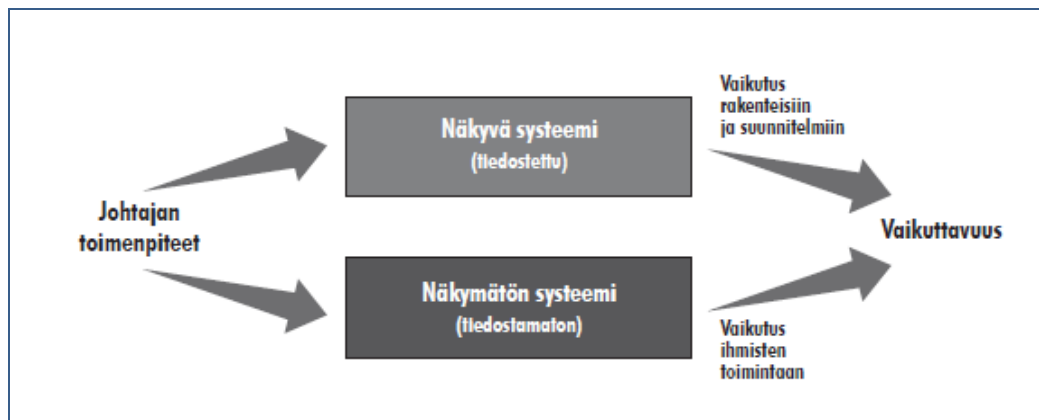 Johtajan
toimenpiteet
Näkyvä systeemi
(tiedostettu)
Näkymätön systeemi
(tiedostamaton)
Vaikutus
rakenteisiin
ja suunnitelmiin
Vaikutus
ihmisten
toimintaan
Vaikuttavuus